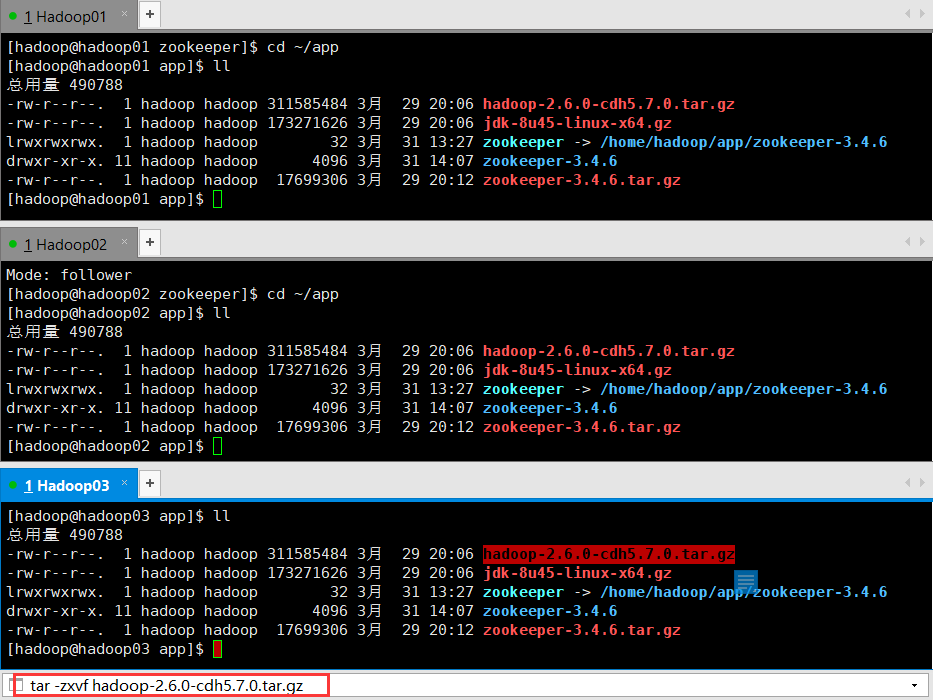 1 Hadoop01 × +
[hadoop@hadoop01 zookeeper]$ cd ~/app
[hadoop@hadoop01 app]$ ll
总用量 490788
-rw-r--r--.  1 hadoop hadoop 311585484 3月  29 20:06 hadoop-2.6.0-cdh5.7.0.tar.gz
-rw-r--r--.  1 hadoop hadoop 173271626 3月  29 20:06 jdk-8u45-linux-x64.gz
lrwxrwxrwx.  1 hadoop hadoop        32 3月  31 13:27 zookeeper -> /home/hadoop/app/zookeeper-3.4.6
drwxr-xr-x. 11 hadoop hadoop      4096 3月  31 14:07 zookeeper-3.4.6
-rw-r--r--.  1 hadoop hadoop  17699306 3月  29 20:12 zookeeper-3.4.6.tar.gz
[hadoop@hadoop01 app]$
1 Hadoop02 × +
Mode: follower
[hadoop@hadoop02 zookeeper]$ cd ~/app
[hadoop@hadoop02 app]$ ll
总用量 490788
-rw-r--r--.  1 hadoop hadoop 311585484 3月  29 20:06 hadoop-2.6.0-cdh5.7.0.tar.gz
-rw-r--r--.  1 hadoop hadoop 173271626 3月  29 20:06 jdk-8u45-linux-x64.gz
lrwxrwxrwx.  1 hadoop hadoop        32 3月  31 13:27 zookeeper -> /home/hadoop/app/zookeeper-3.4.6
drwxr-xr-x. 11 hadoop hadoop      4096 3月  31 14:07 zookeeper-3.4.6
-rw-r--r--.  1 hadoop hadoop  17699306 3月  29 20:12 zookeeper-3.4.6.tar.gz
[hadoop@hadoop02 app]$
1 Hadoop03 × +
[hadoop@hadoop03 app]$ ll
总用量 490788
-rw-r--r--.  1 hadoop hadoop 311585484 3月  29 20:06 hadoop-2.6.0-cdh5.7.0.tar.gz
-rw-r--r--.  1 hadoop hadoop 173271626 3月  29 20:06 jdk-8u45-linux-x64.gz
lrwxrwxrwx.  1 hadoop hadoop        32 3月  31 13:27 zookeeper -> /home/hadoop/app/zookeeper-3.4.6
drwxr-xr-x. 11 hadoop hadoop      4096 3月  31 14:07 zookeeper-3.4.6
-rw-r--r--.  1 hadoop hadoop  17699306 3月  29 20:12 zookeeper-3.4.6.tar.gz
[hadoop@hadoop03 app]$
tar -zxvf hadoop-2.6.0-cdh5.7.0.tar.gz